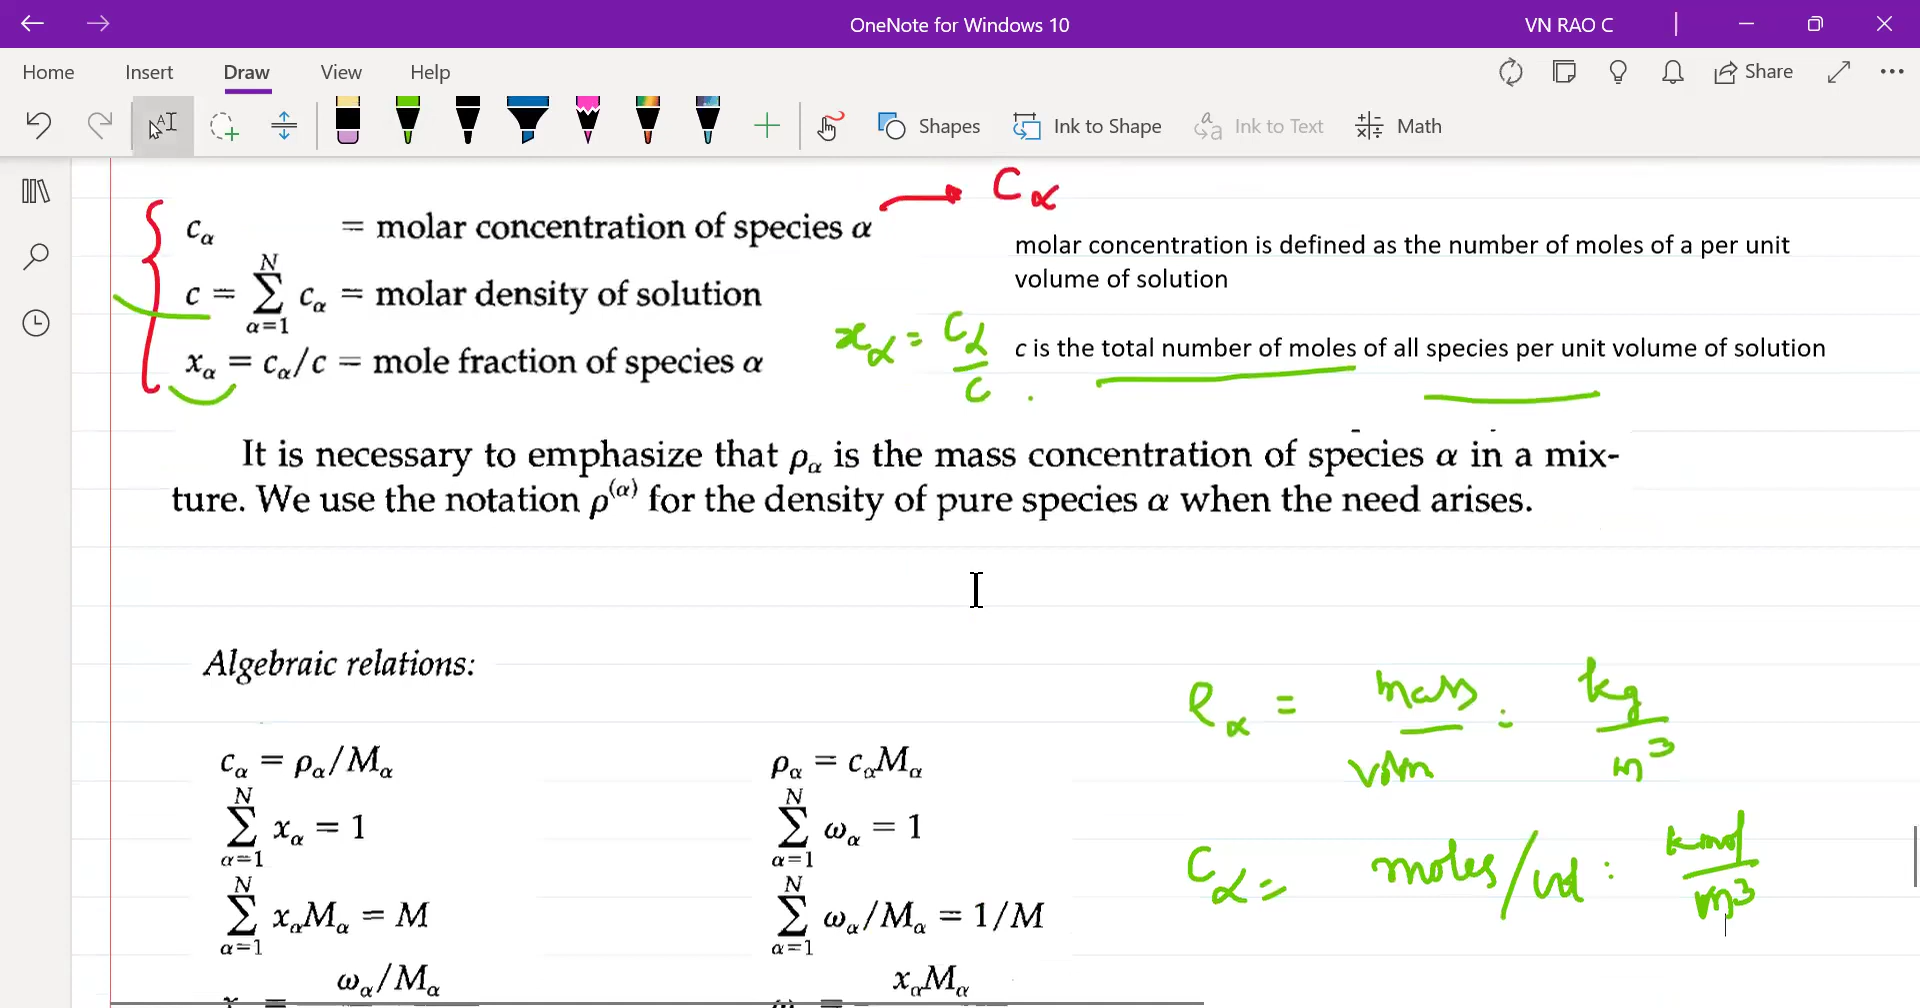 OneNote for Windows 10
VN RAO C
Home Insert Draw View Help
Share
Shapes Ink to Shape Ink to Text Math
cα = molar concentration of species α → Cα
molar concentration is defined as the number of moles of a per unit
volume of solution
c = ∑_{α=1}^{N} cα = molar density of solution
xα = cα/c = mole fraction of species α
xα = Cα/C
c is the total number of moles of all species per unit volume of solution
It is necessary to emphasize that ρα is the mass concentration of species α in a mix-
ture. We use the notation ρ^(α) for the density of pure species α when the need arises.
Algebraic relations:
ρα = mass/volm : kg/m³
cα = ρα/Mα
ρα = cαMα
∑_{α=1}^{N} xα = 1
∑_{α=1}^{N} ωα = 1
Cα = moles/vol : kmol/m³
∑_{α=1}^{N} xαMα = M
∑_{α=1}^{N} ωα/Mα = 1/M
ωα/Mα
xαMα